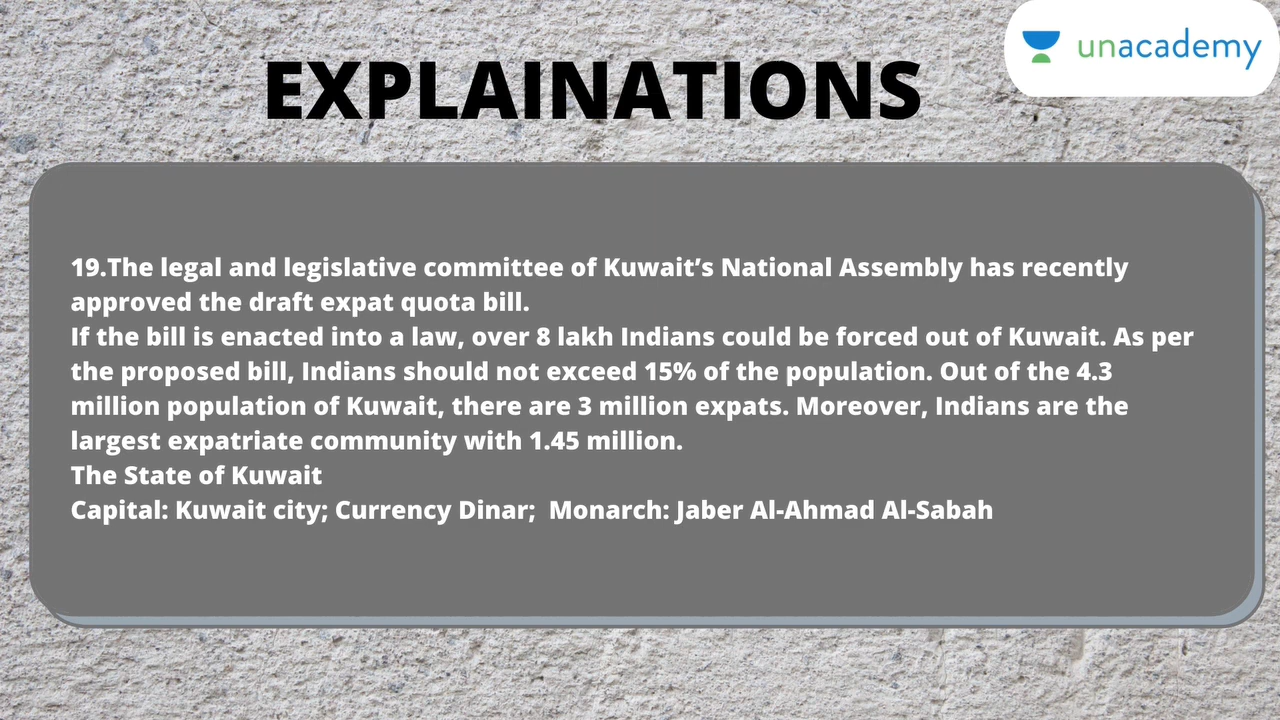 unacademy
EXPLAINATIONS
19.The legal and legislative committee of Kuwait’s National Assembly has recently
approved the draft expat quota bill.
If the bill is enacted into a law, over 8 lakh Indians could be forced out of Kuwait. As per
the proposed bill, Indians should not exceed 15% of the population. Out of the 4.3
million population of Kuwait, there are 3 million expats. Moreover, Indians are the
largest expatriate community with 1.45 million.
The State of Kuwait
Capital: Kuwait city; Currency Dinar;  Monarch: Jaber Al-Ahmad Al-Sabah